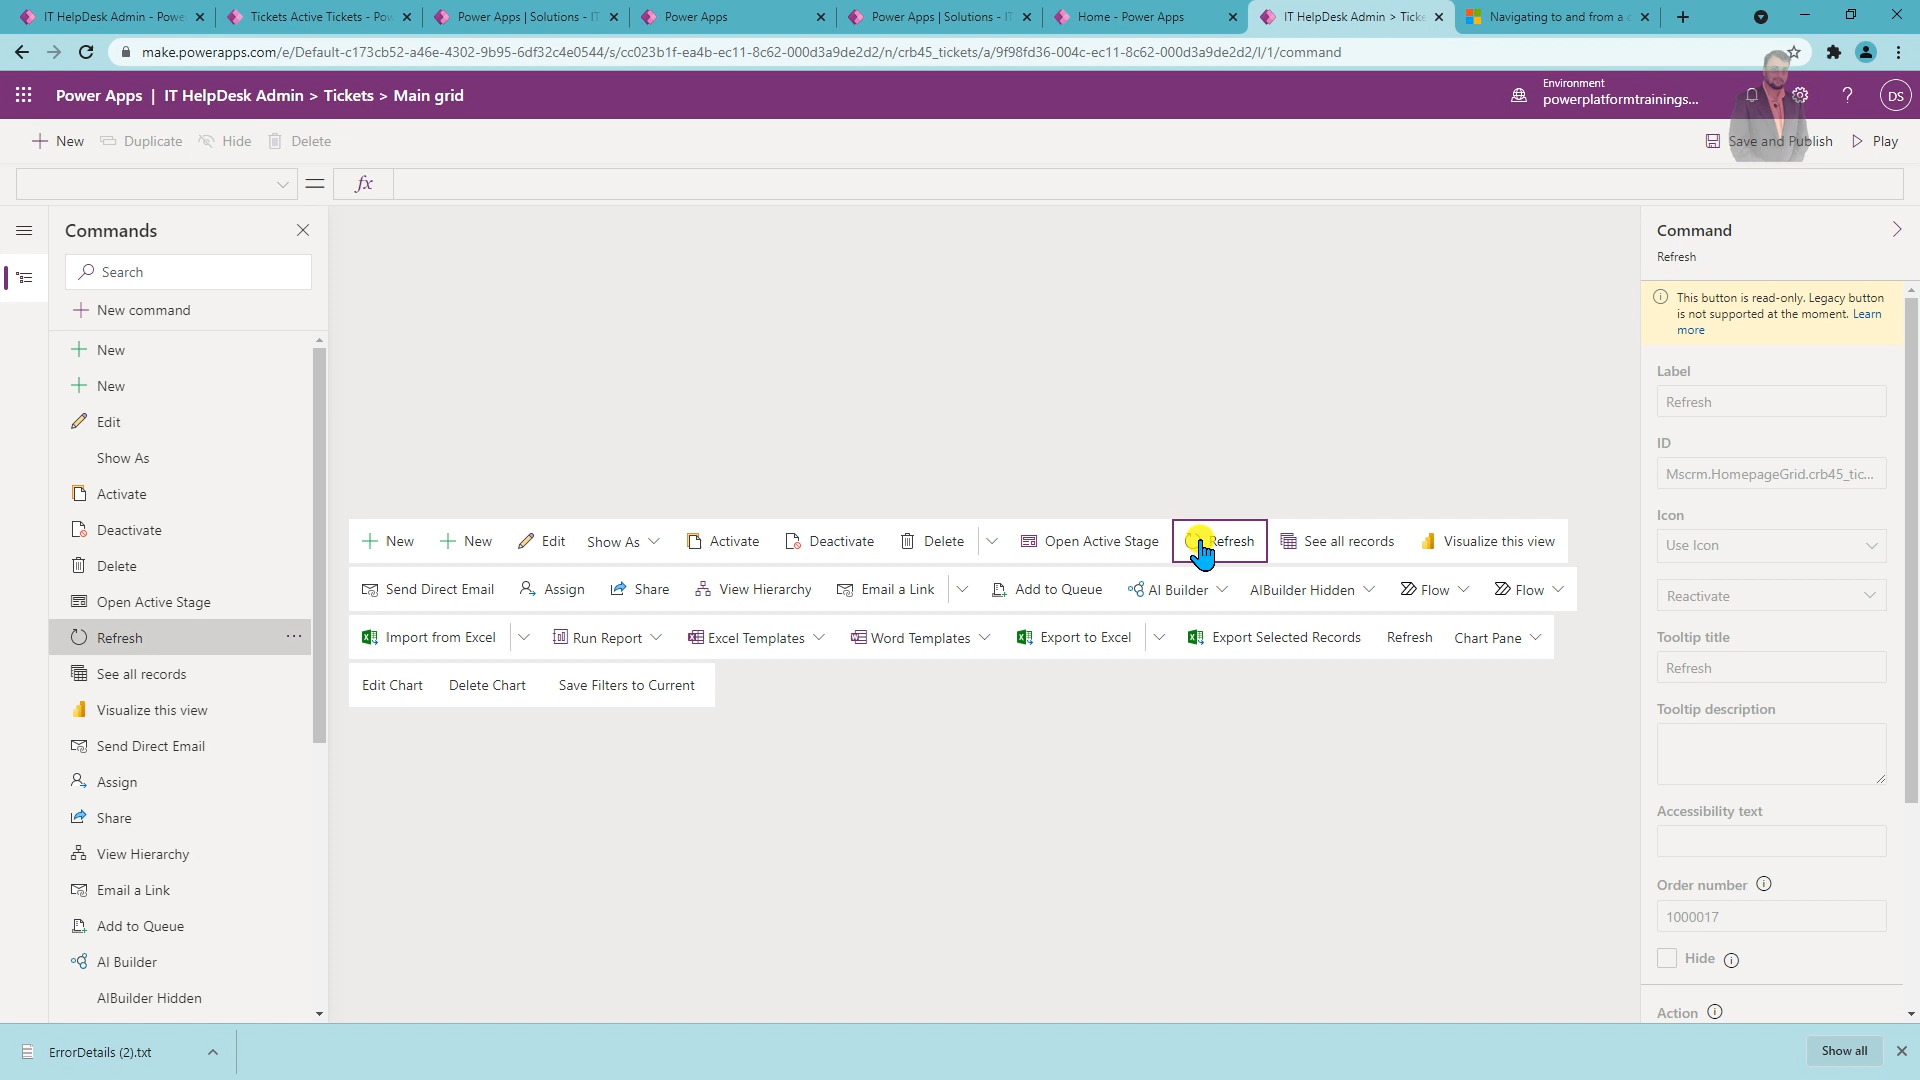 IT HelpDesk Admin - Powe
Tickets Active Tickets - Po
Power Apps | Solutions - IT
Power Apps
Power Apps | Solutions - I
Home - Power Apps
IT HelpDesk Admin > Ticke
Navigating to and from a c
make.powerapps.com/e/Default-c173cb52-a46e-4302-9b95-6df32c4e0544/s/cc023b1f-ea4b-ec11-8c62-000d3a9de2d2/n/crb45_tickets/a/9f98fd36-004c-ec11-8c62-000d3a9de2d2/l/1/command
Power Apps | IT HelpDesk Admin > Tickets > Main grid
Environment
powerplatformtrainings...
DS
New Duplicate Hide Delete
Save and Publish Play
fx
Commands
Search
New command
New
New
Edit
Show As
Activate
Deactivate
Delete
Open Active Stage
Refresh
See all records
Visualize this view
Send Direct Email
Assign
Share
View Hierarchy
Email a Link
Add to Queue
AI Builder
AIBuilder Hidden
New New Edit Show As Activate Deactivate Delete Open Active Stage Refresh See all records Visualize this view
Send Direct Email Assign Share View Hierarchy Email a Link Add to Queue AI Builder AIBuilder Hidden Flow Flow
Import from Excel Run Report Excel Templates Word Templates Export to Excel Export Selected Records Refresh Chart Pane
Edit Chart Delete Chart Save Filters to Current
Command
Refresh
This button is read-only. Legacy button
is not supported at the moment. Learn
more
Label
Refresh
ID
Mscrm.HomepageGrid.crb45_tic...
Icon
Use Icon
Reactivate
Tooltip title
Refresh
Tooltip description
Accessibility text
Order number
1000017
Hide
Action
ErrorDetails (2).txt
Show all